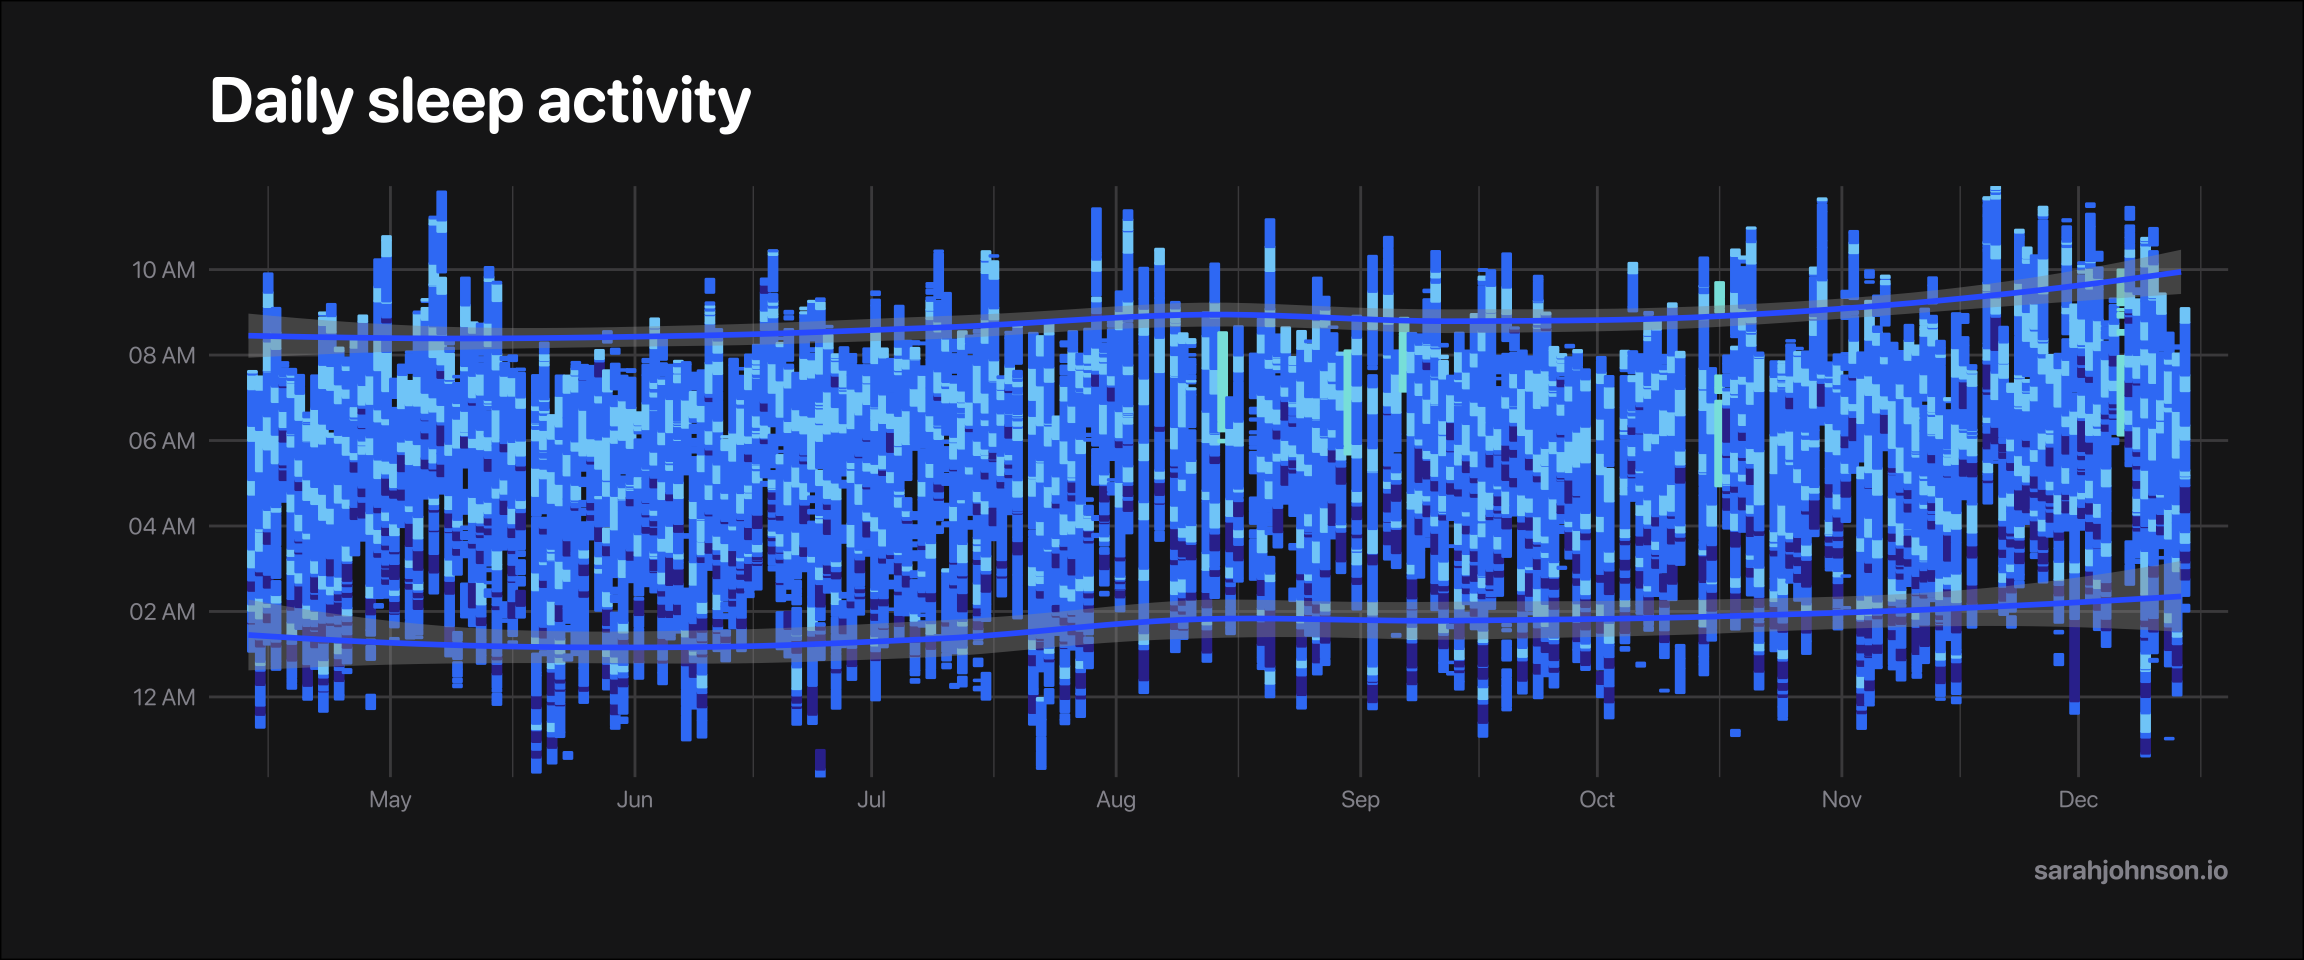 Daily sleep activity
10 AM
08 AM
06 AM
04 AM
02 AM
12 AM
May Jun Jul Aug Sep Oct Nov Dec
sarahjohnson.io